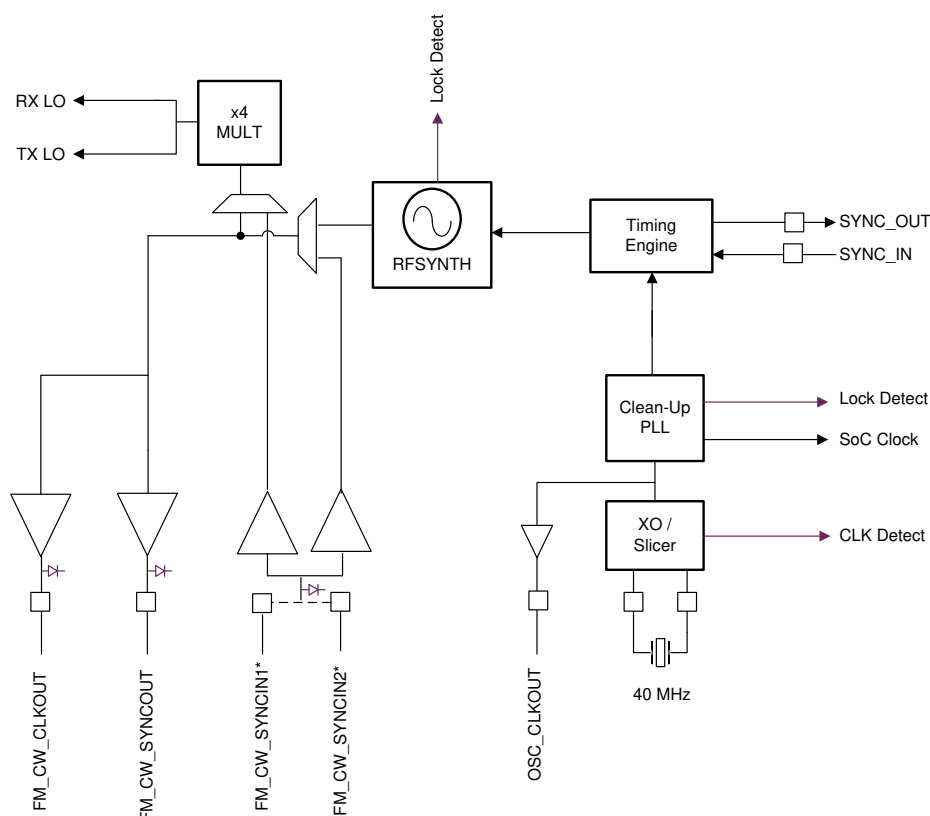 Lock Detect
RX LO
TX LO
x4
MULT
RFSYNTH
Timing
Engine
SYNC_OUT
SYNC_IN
Clean-Up
PLL
Lock Detect
SoC Clock
XO /
Slicer
CLK Detect
40 MHz
FM_CW_CLKOUT
FM_CW_SYNCOUT
FM_CW_SYNCIN1*
FM_CW_SYNCIN2*
OSC_CLKOUT